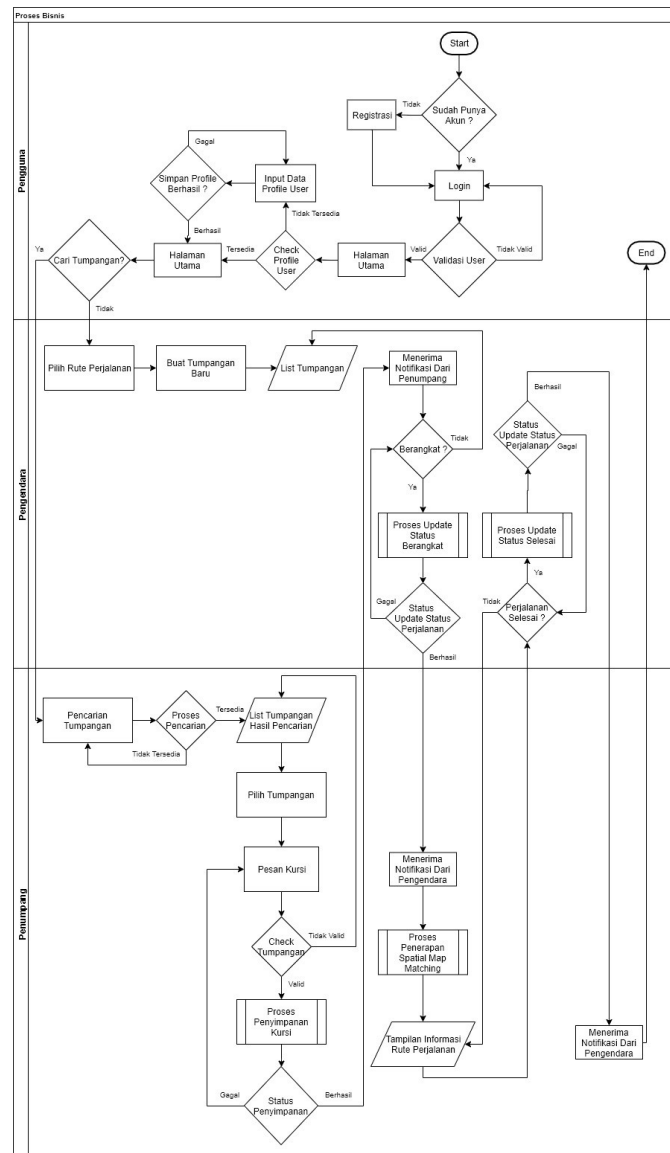 Proses Bisnis
Pengguna
Start
Sudah Punya
Akun ?
Tidak
Registrasi
Ya
Login
Validasi User
Tidak Valid
Valid
Halaman
Utama
Check
Profile
User
Tidak Tersedia
Input Data
Profile User
Simpan Profile
Berhasil ?
Gagal
Berhasil
Tersedia
Halaman
Utama
Cari Tumpangan?
Ya
Tidak
End
Pengendara
Pilih Rute Perjalanan
Buat Tumpangan
Baru
List Tumpangan
Menerima
Notifikasi Dari
Penumpang
Berangkat ?
Tidak
Ya
Proses Update
Status
Berangkat
Gagal
Status
Update Status
Perjalanan
Berhasil
Berhasil
Status
Update Status
Perjalanan
Gagal
Proses Update
Status Selesai
Ya
Tidak
Perjalanan
Selesai ?
Penumpang
Pencarian
Tumpangan
Proses
Pencarian
Tersedia
Tidak Tersedia
List Tumpangan
Hasil Pencarian
Pilih Tumpangan
Pesan Kursi
Check
Tumpangan
Tidak Valid
Valid
Proses
Penyimpanan
Kursi
Gagal
Status
Penyimpanan
Berhasil
Menerima
Notifikasi Dari
Pengendara
Proses
Penerapan
Spatial Map
Matching
Tampilan Informasi
Rute Perjalanan
Menerima
Notifikasi Dari
Pengendara